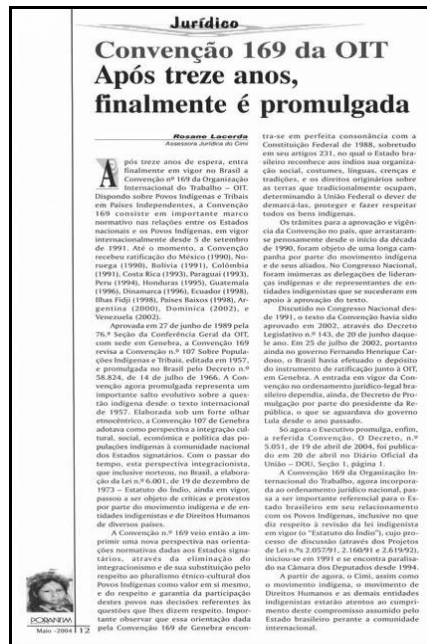 Jurídico
Convenção 169 da OIT
Após treze anos,
finalmente é promulgada
Rosane Lacerda
Assessora Jurídica do Cimi
Após treze anos de espera, entra
finalmente em vigor no Brasil a
Convenção nº 169 da Organização
Internacional do Trabalho – OIT.
Dispondo sobre Povos Indígenas e Tribais
em Países Independentes, a Convenção
169 consiste em importante marco
normativo nas relações entre os Estados
nacionais e os Povos Indígenas, em vigor
internacionalmente desde 5 de setembro
de 1991. Até o momento, a Convenção
recebeu ratificação do México (1990), No-
ruega (1990), Bolívia (1991), Colômbia
(1991), Costa Rica (1993), Paraguai (1993),
Peru (1994), Honduras (1995), Guatemala
(1996), Dinamarca (1996), Ecuador (1998),
Ilhas Fidji (1998), Países Baixos (1998), Ar-
gentina (2000), Dominica (2002), e
Venezuela (2002).
Aprovada em 27 de junho de 1989 pela
76.ª Seção da Conferência Geral da OIT,
com sede em Genebra, a Convenção 169
revisa a Convenção n.º 107 Sobre Popula-
ções Indígenas e Tribais, editada em 1957,
e promulgada no Brasil pelo Decreto n.º
58.824, de 14 de julho de 1966. A Con-
venção agora promulgada representa um
importante salto evolutivo sobre a ques-
tão indígena desde o texto internacional
de 1957. Elaborada sob um forte olhar
etnocêntrico, a Convenção 107 de Genebra
adotava como perspectiva a integração cul-
tural, social, econômica e política das po-
pulações indígenas à comunidade nacional
dos Estados signatários. Com o passar do
tempo, esta perspectiva integracionista,
que inclusive norteou, no Brasil, a elabora-
ção da Lei n.º 6.001, de 19 de dezembro de
1973 – Estatuto do Índio, ainda em vigor,
passou a ser objeto de críticas e protestos
por parte do movimento indígena e de en-
tidades indigenistas e de Direitos Humanos
de diversos países.
A Convenção n.º 169 veio então a im-
primir uma nova perspectiva nas orienta-
ções normativas dadas aos Estados signa-
tários, através da eliminação do
integracionismo e de sua substituição pelo
respeito ao pluralismo étnico-cultural dos
Povos Indígenas como valor em si mesmo,
e do respeito e garantia da participação
destes povos nas decisões referentes às
questões que lhes dizem respeito. Impor-
tante observar que essa orientação dada
pela Convenção 169 de Genebra encon-
tra-se em perfeita consonância com a
Constituição Federal de 1988, sobretudo
em seu artigos 231, no qual o Estado bra-
sileiro reconhece aos índios sua organiza-
ção social, costumes, línguas, crenças e
tradições, e os direitos originários sobre
as terras que tradicionalmente ocupam,
determinando à União Federal o dever de
demarcá-las, proteger e fazer respeitar
todos os bens indígenas.
Os trâmites para a aprovação e vigên-
cia da Convenção no país, que arrastaram-
se penosamente desde o início da década
de 1990, foram objeto de uma longa cam-
panha por parte do movimento indígena
e de seus aliados. No Congresso Nacional,
foram inúmeras as delegações de lideran-
ças indígenas e de representantes de en-
tidades indigenistas que se sucederam em
apoio à aprovação do texto.
Discutido no Congresso Nacional des-
de 1991, o texto da Convenção havia sido
aprovado em 2002, através do Decreto
Legislativo n.º 143, de 20 de junho daque-
le ano. Em 25 de julho de 2002, portanto
ainda no governo Fernando Henrique Car-
doso, o Brasil havia efetuado o depósito
do instrumento de ratificação junto à OIT,
em Genebra. A entrada em vigor da Con-
venção no ordenamento jurídico-legal bra-
sileiro dependia, ainda, de Decreto de Pro-
mulgação por parte do presidente da Re-
pública, o que se aguardava do governo
Lula desde o ano passado.
Só agora o Executivo promulga, enfim,
a referida Convenção. O Decreto, n.º
5.051, de 19 de abril de 2004, foi publica-
do em 20 de abril no Diário Oficial da
União – DOU, Seção 1, página 1.
A Convenção 169 da Organização In-
ternacional do Trabalho, agora incorpora-
da ao ordenamento jurídico nacional, pas-
sa a ser importante referencial para o Es-
tado brasileiro em seu relacionamento
com os Povos Indígenas, inclusive no que
diz respeito à revisão da lei indigenista
em vigor (o "Estatuto do Índio"), cujo pro-
cesso de discussão (através dos Projetos
de Lei n.ºs 2.057/91, 2.160/91 e 2.619/92),
iniciou-se em 1991 e se encontra paralisa-
do na Câmara dos Deputados desde 1994.
A partir de agora, o Cimi, assim como
o movimento indígena, o movimento de
Direitos Humanos e as demais entidades
indigenistas estarão atentos ao cumpri-
mento deste compromisso assumido pelo
Estado brasileiro perante a comunidade
internacional.
PORANTIM
Maio -2004 12